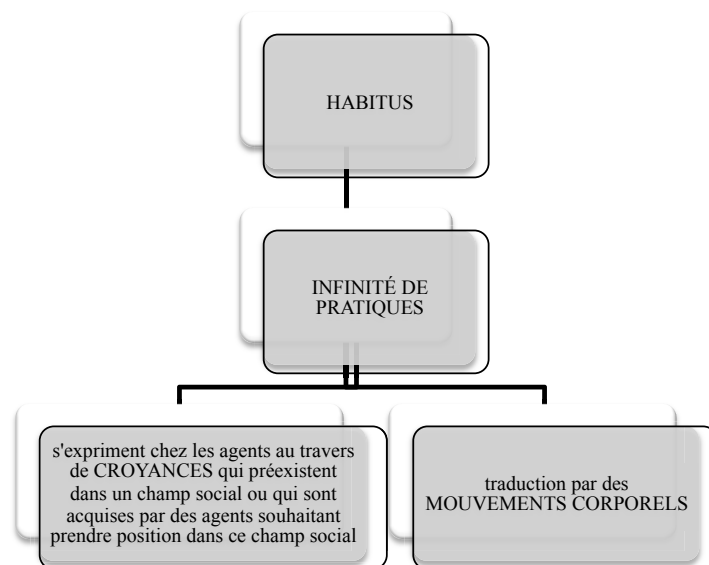 HABITUS
INFINITÉ DE
PRATIQUES
s'expriment chez les agents au travers
de CROYANCES qui préexistent
dans un champ social ou qui sont
acquises par des agents souhaitant
prendre position dans ce champ social
traduction par des
MOUVEMENTS CORPORELS